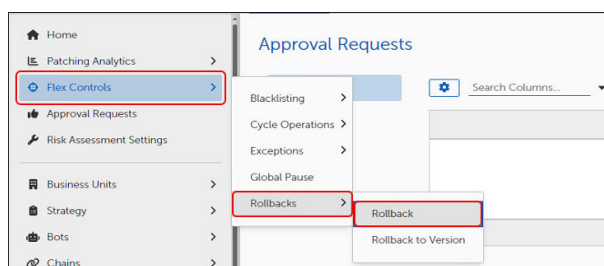 Home
Patching Analytics
Flex Controls
Approval Requests
Risk Assessment Settings
Business Units
Strategy
Bots
Chains
Approval Requests
Search Columns...
Blacklisting
Cycle Operations
Exceptions
Global Pause
Rollbacks
Rollback
Rollback to Version